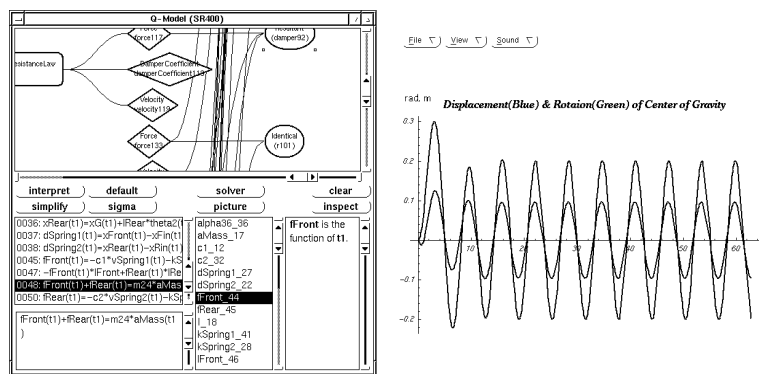 Q-Model (SR400)
Force
force117
Resultant
(damper92)
esistanceLaw
DamperCoefficient
damperCoefficient118
Velocity
velocity119
Force
force133
Identical
(r101)
interpret default solver clear
simplify sigma picture inspect
0036: xRear(t1)=xG(t1)+lRear*theta2(t
0037: dSpring1(t1)=xFront(t1)-xFin(t1)
0038: dSpring2(t1)=xRear(t1)-xRin(t1)
0045: fFront(t1)=-c1*vSpring1(t1)-kS
0047: -fFront(t1)*lFront+fRear(t1)*lRe
0048: fFront(t1)+fRear(t1)=m24*aMas
0050: fRear(t1)=-c2*vSpring2(t1)-kSp
fFront(t1)+fRear(t1)=m24*aMass(t1
)
alpha36_36
aMass_17
c1_12
c2_32
dSpring1_27
dSpring2_22
fFront_44
fRear_45
I_18
kSpring1_41
kSpring2_28
lFront_46
fFront is the
function of t1.
File View Sound
rad, m
Displacement(Blue) & Rotaion(Green) of Center of Gravity
0.3
0.2
0.1
10 20 30 40 50 60
-0.1
-0.2